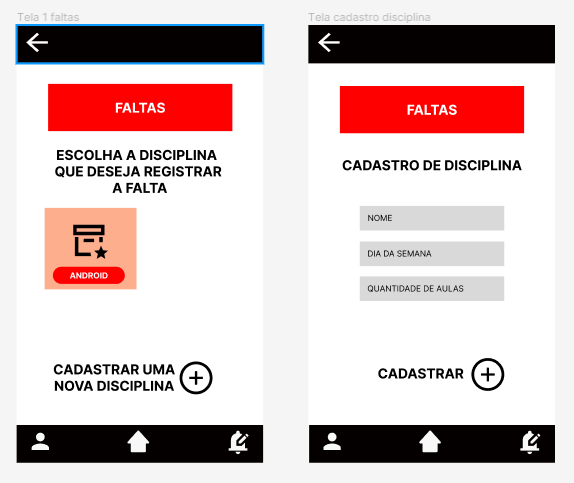 Tela 1 faltas
FALTAS
ESCOLHA A DISCIPLINA
QUE DESEJA REGISTRAR
A FALTA
ANDROID
CADASTRAR UMA
NOVA DISCIPLINA
Tela cadastro disciplina
FALTAS
CADASTRO DE DISCIPLINA
NOME
DIA DA SEMANA
QUANTIDADE DE AULAS
CADASTRAR